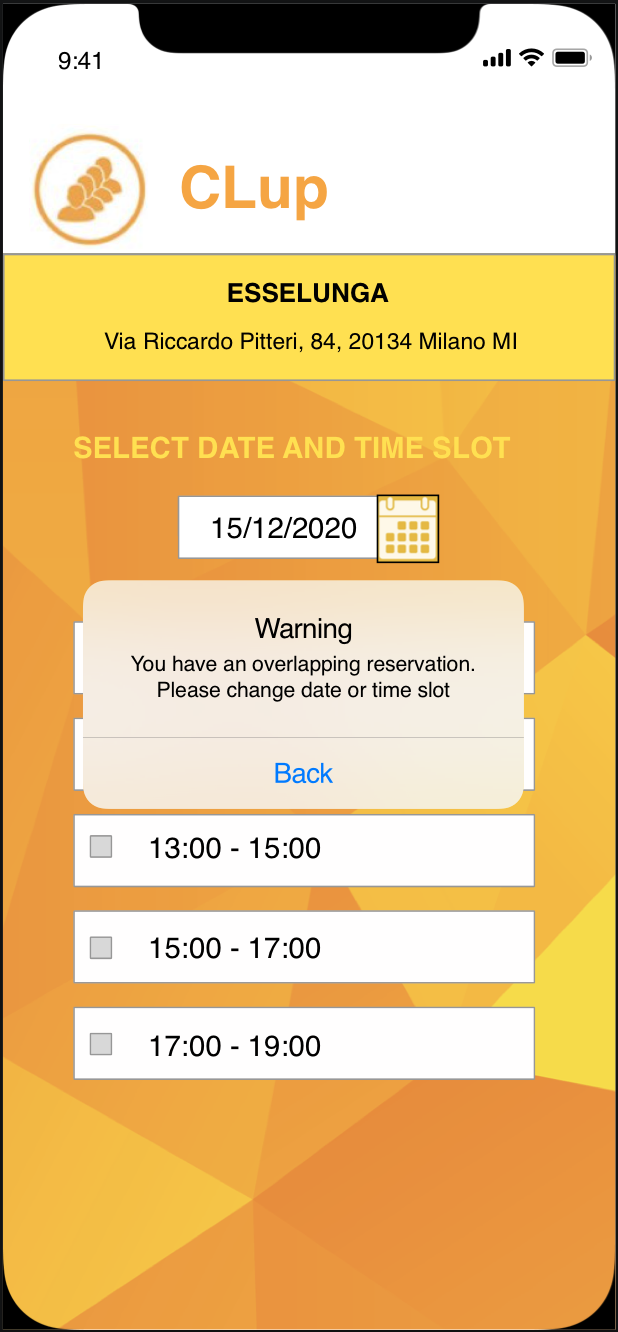 9:41
CLup
ESSELUNGA
Via Riccardo Pitteri, 84, 20134 Milano MI
SELECT DATE AND TIME SLOT
15/12/2020
Warning
You have an overlapping reservation.
Please change date or time slot
Back
13:00 - 15:00
15:00 - 17:00
17:00 - 19:00